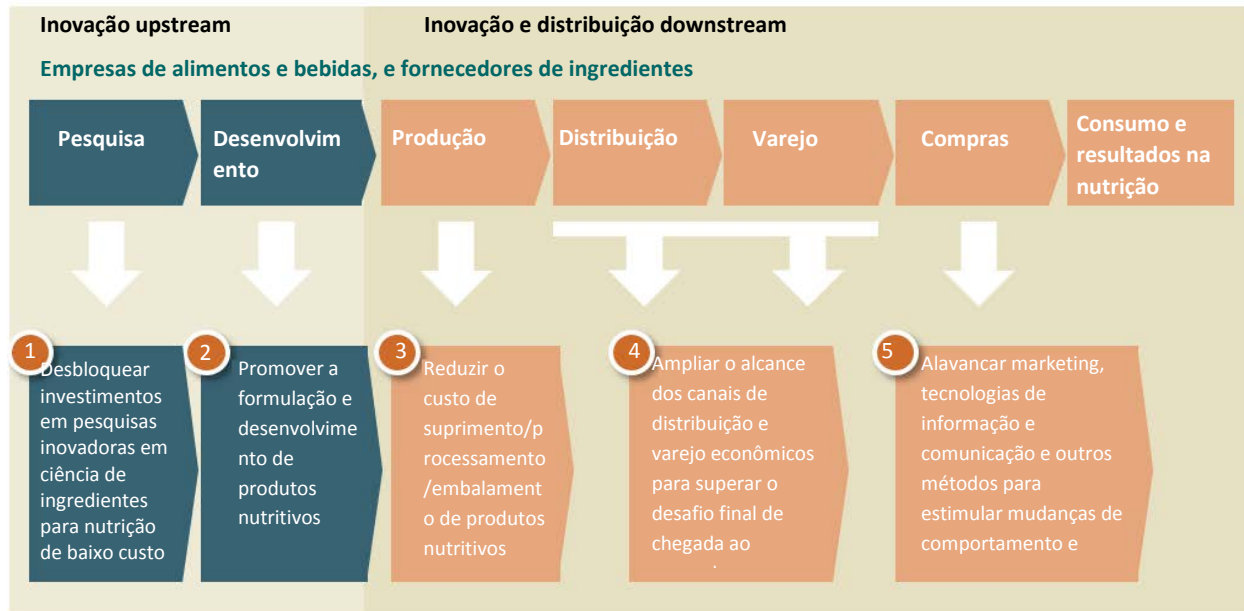 Inovação upstream
Inovação e distribuição downstream
Empresas de alimentos e bebidas, e fornecedores de ingredientes
Pesquisa
Desenvolvim
ento
Produção
Distribuição
Varejo
Compras
Consumo e
resultados na
nutrição
1
Desbloquear
investimentos
em pesquisas
inovadoras em
ciência de
ingredientes
para nutrição
de baixo custo
2
Promover a
formulação e
desenvolvime
nto de
produtos
nutritivos
3
Reduzir o
custo de
suprimento/p
rocessamento
/embalament
o de produtos
nutritivos
4
Ampliar o alcance
dos canais de
distribuição e
varejo econômicos
para superar o
desafio final de
chegada ao
5
Alavancar marketing,
tecnologias de
informação e
comunicação e outros
métodos para
estimular mudanças de
comportamento e